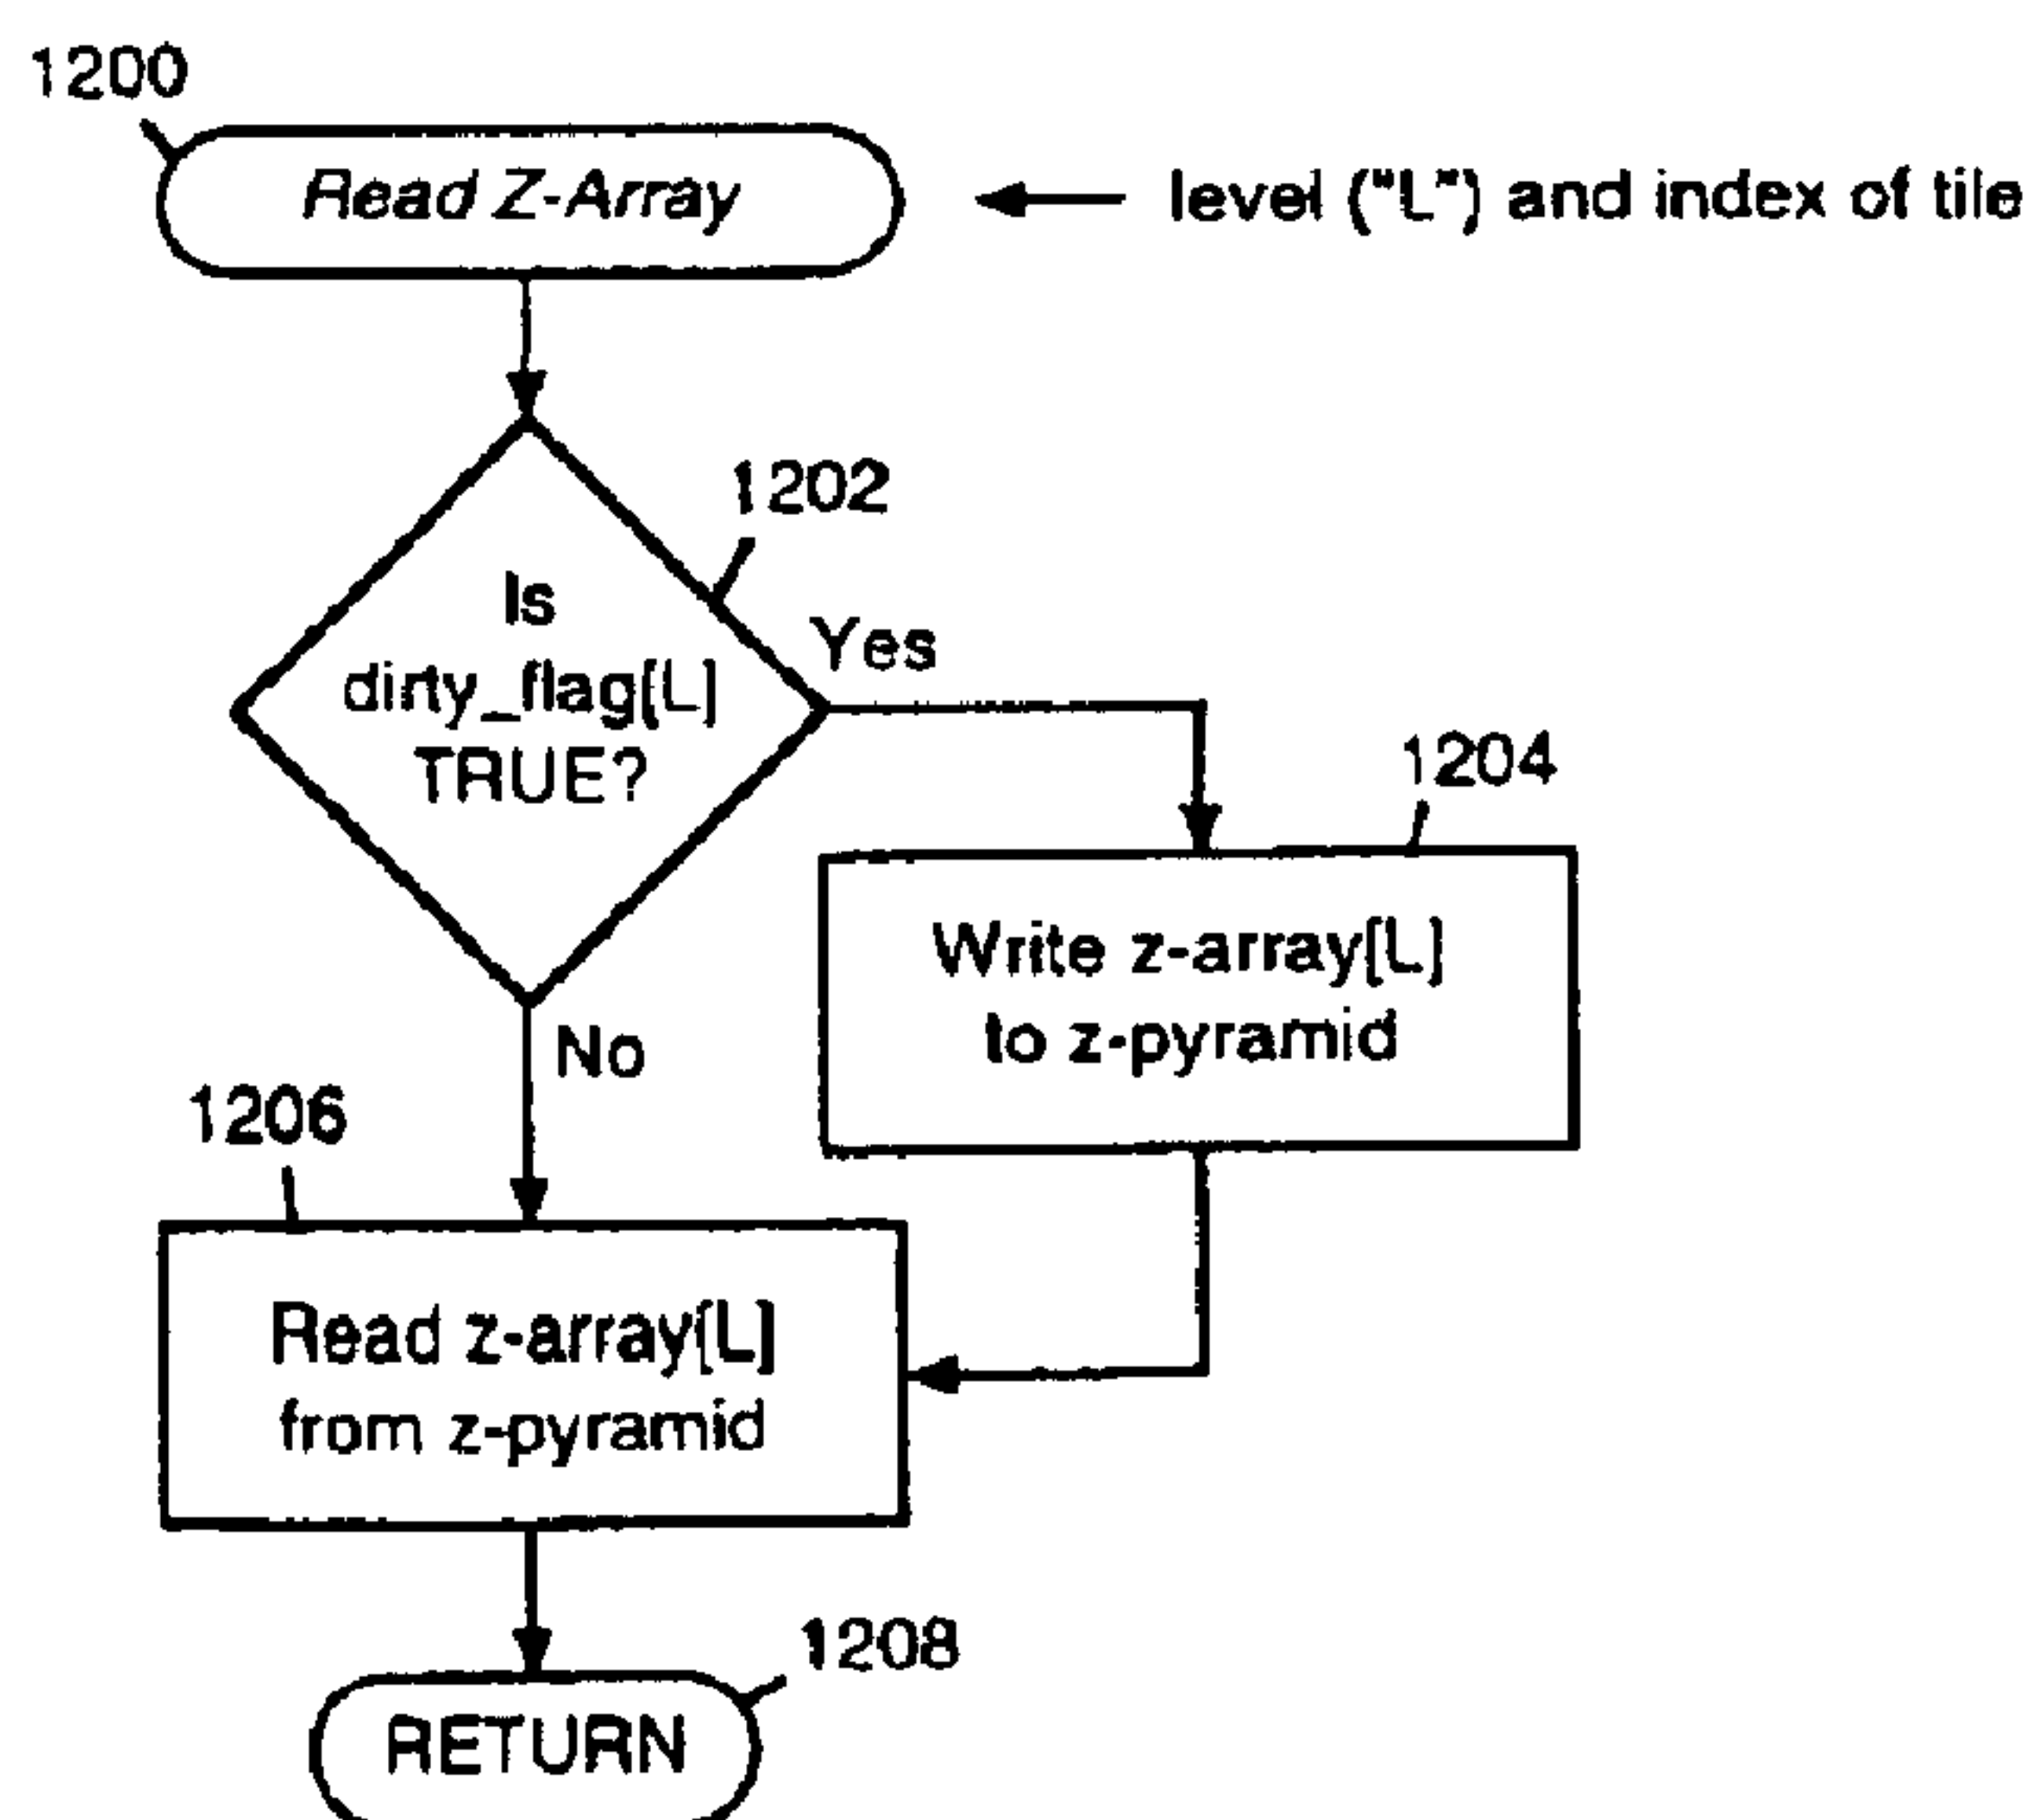 1200
Read Z-Array
level ("L") and index of tile
1202
Is
dirty_flag[L]
TRUE?
Yes
1204
Write z-array[L]
to z-pyramid
No
1206
Read z-array[L]
from z-pyramid
1208
RETURN